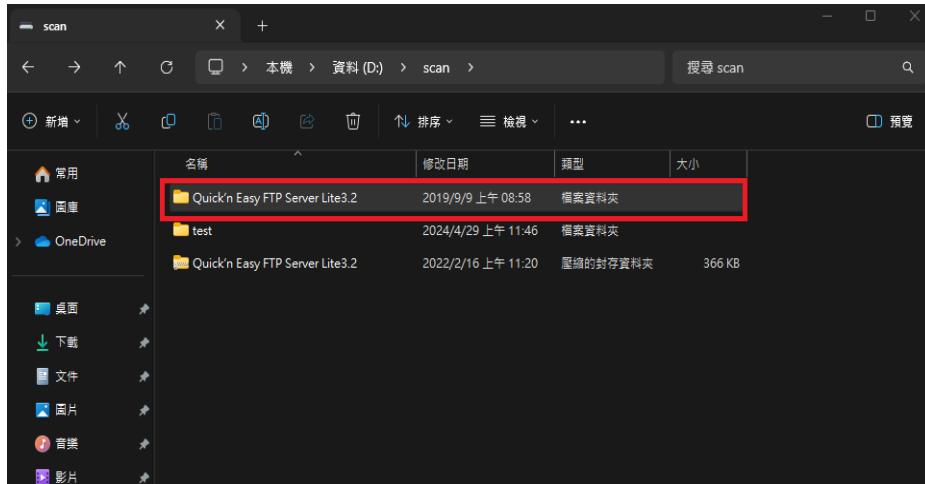 scan
本機 > 資料 (D:) > scan >
搜尋 scan
新增
排序
檢視
預覽
名稱 修改日期 類型 大小
常用
圖庫
OneDrive
Quick'n Easy FTP Server Lite3.2 2019/9/9 上午 08:58 檔案資料夾
test 2024/4/29 上午 11:46 檔案資料夾
Quick'n Easy FTP Server Lite3.2 2022/2/16 上午 11:20 壓縮的封存資料夾 366 KB
桌面
下載
文件
圖片
音樂
影片